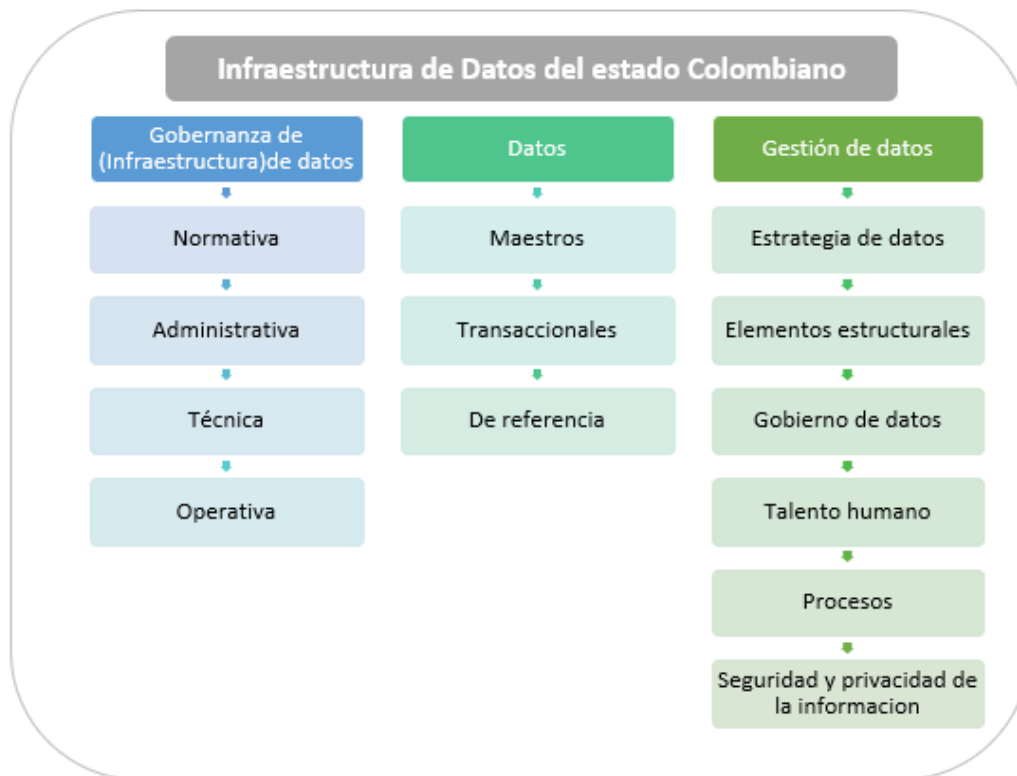 Infraestructura de Datos del estado Colombiano
Gobernanza de
(Infraestructura)de datos
Normativa
Administrativa
Técnica
Operativa
Datos
Maestros
Transaccionales
De referencia
Gestión de datos
Estrategia de datos
Elementos estructurales
Gobierno de datos
Talento humano
Procesos
Seguridad y privacidad de
la informacion